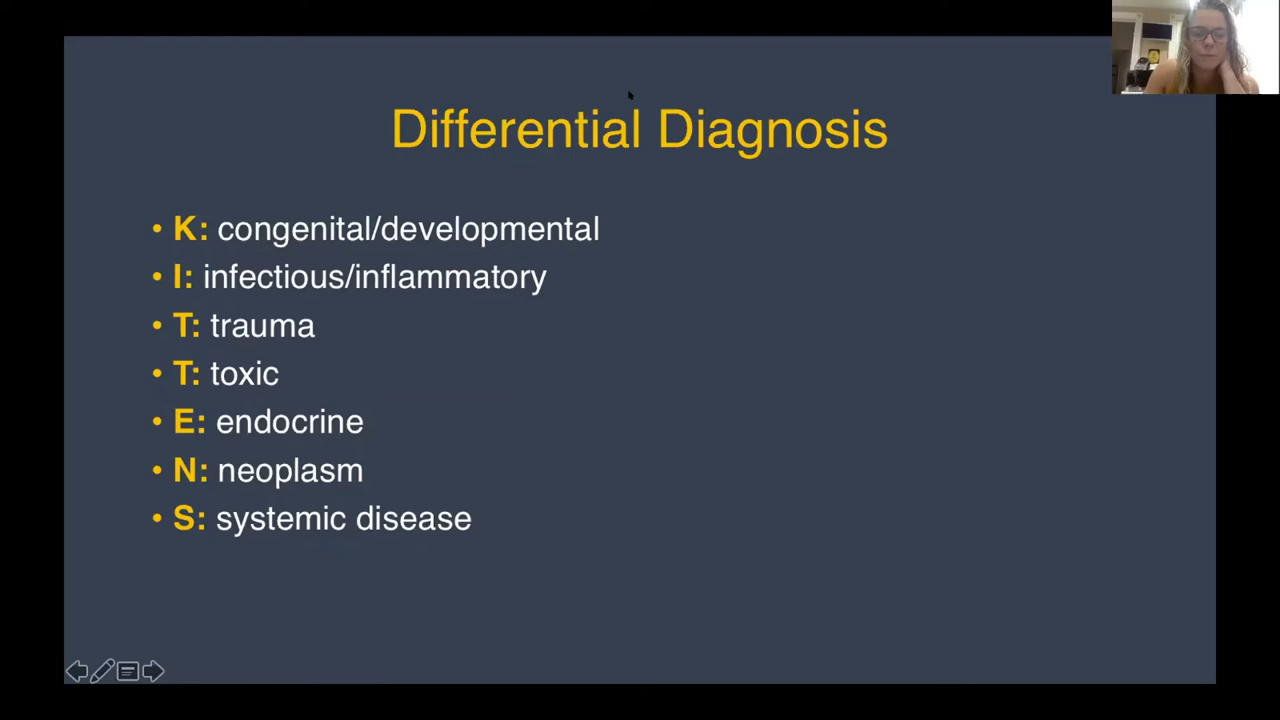 Differential Diagnosis
• K: congenital/developmental
• I: infectious/inflammatory
• T: trauma
• T: toxic
• E: endocrine
• N: neoplasm
• S: systemic disease